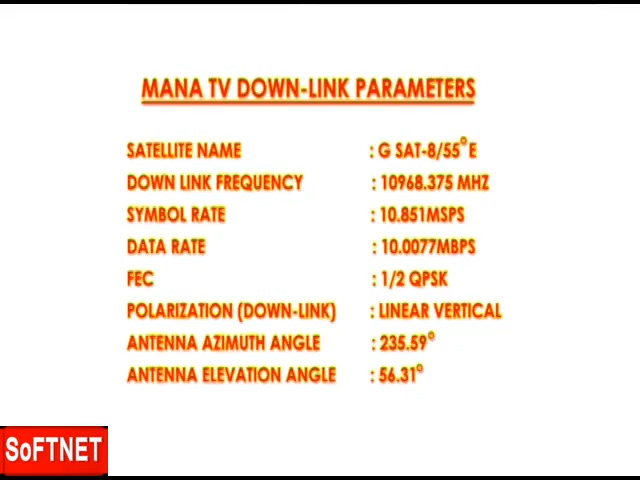 MANA TV DOWN-LINK PARAMETERS
SATELLITE NAME : G SAT-8/55° E
DOWN LINK FREQUENCY : 10968.375 MHZ
SYMBOL RATE : 10.851MSPS
DATA RATE : 10.0077MBPS
FEC : 1/2 QPSK
POLARIZATION (DOWN-LINK) : LINEAR VERTICAL
ANTENNA AZIMUTH ANGLE : 235.59°
ANTENNA ELEVATION ANGLE : 56.31°
SoFTNET